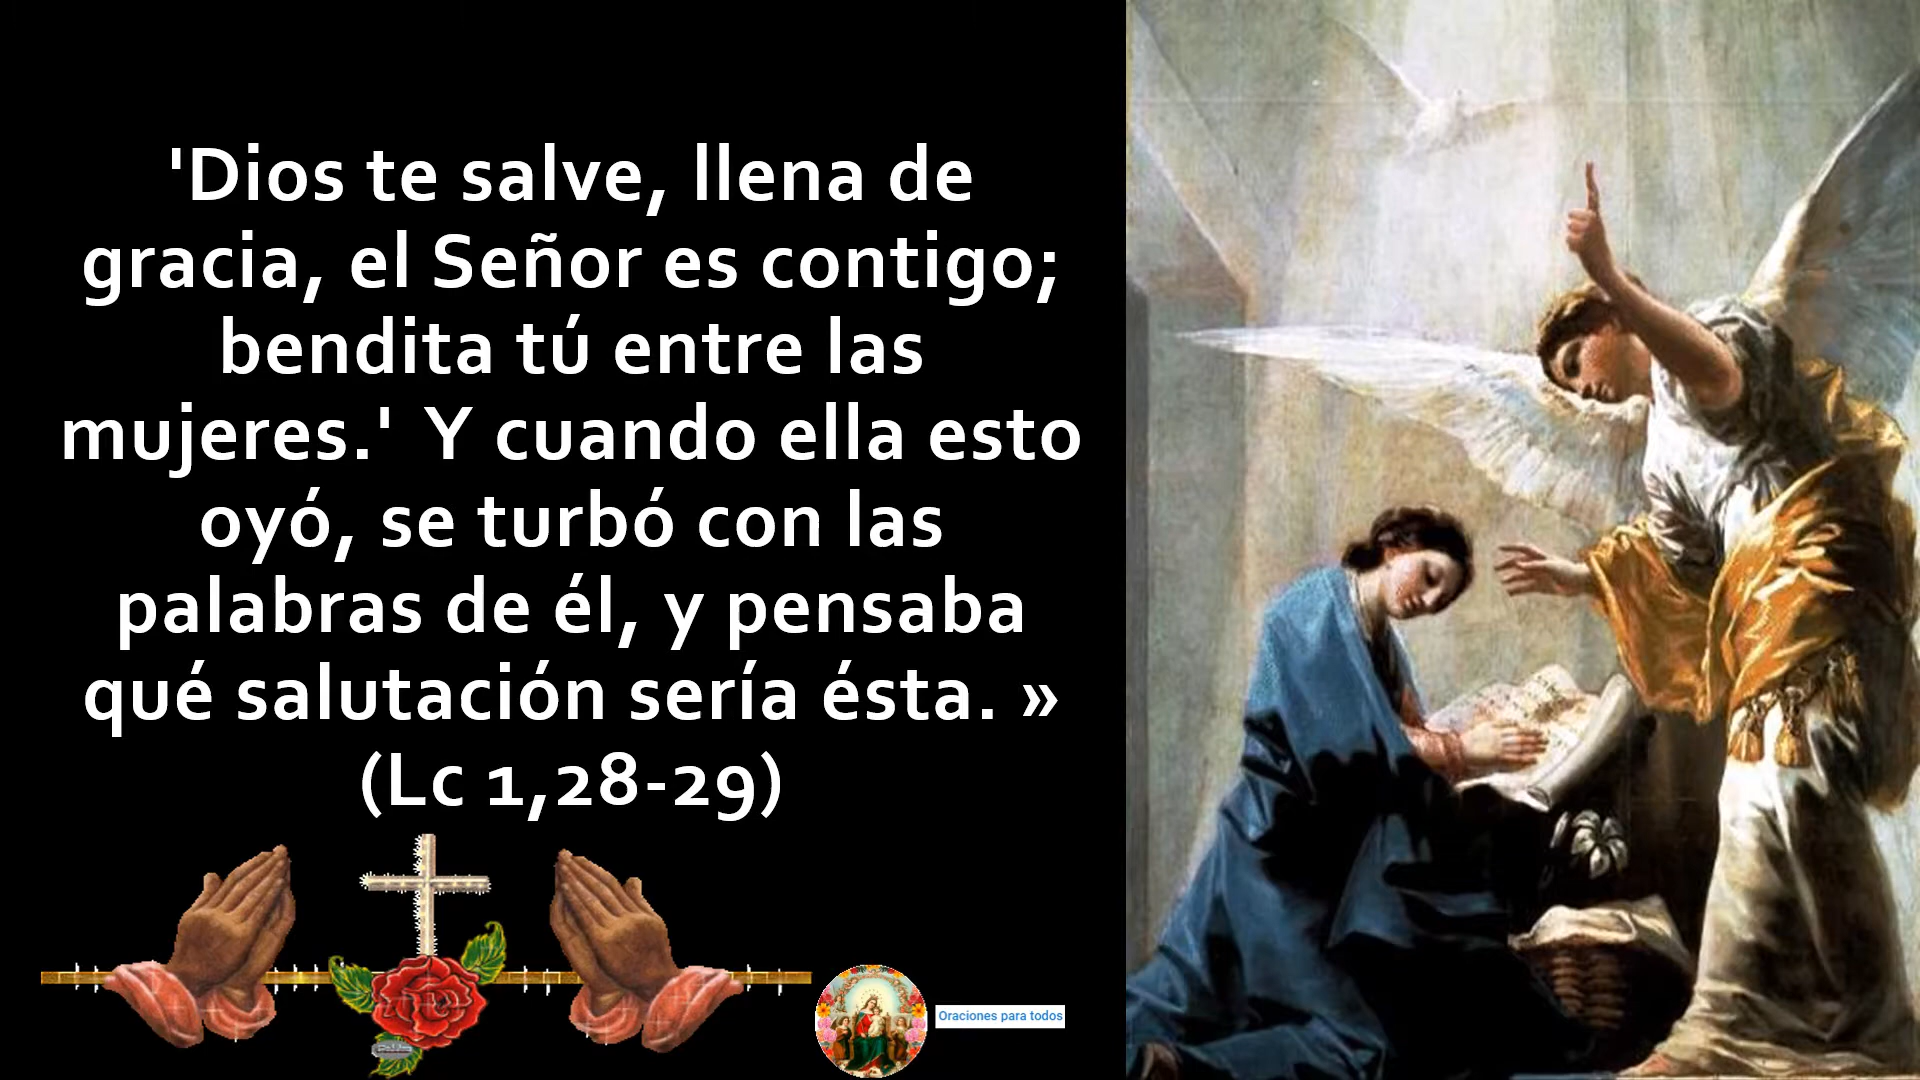 'Dios te salve, llena de
gracia, el Señor es contigo;
bendita tú entre las
mujeres.' Y cuando ella esto
oyó, se turbó con las
palabras de él, y pensaba
qué salutación sería ésta. »
(Lc 1,28-29)
Oraciones para todos